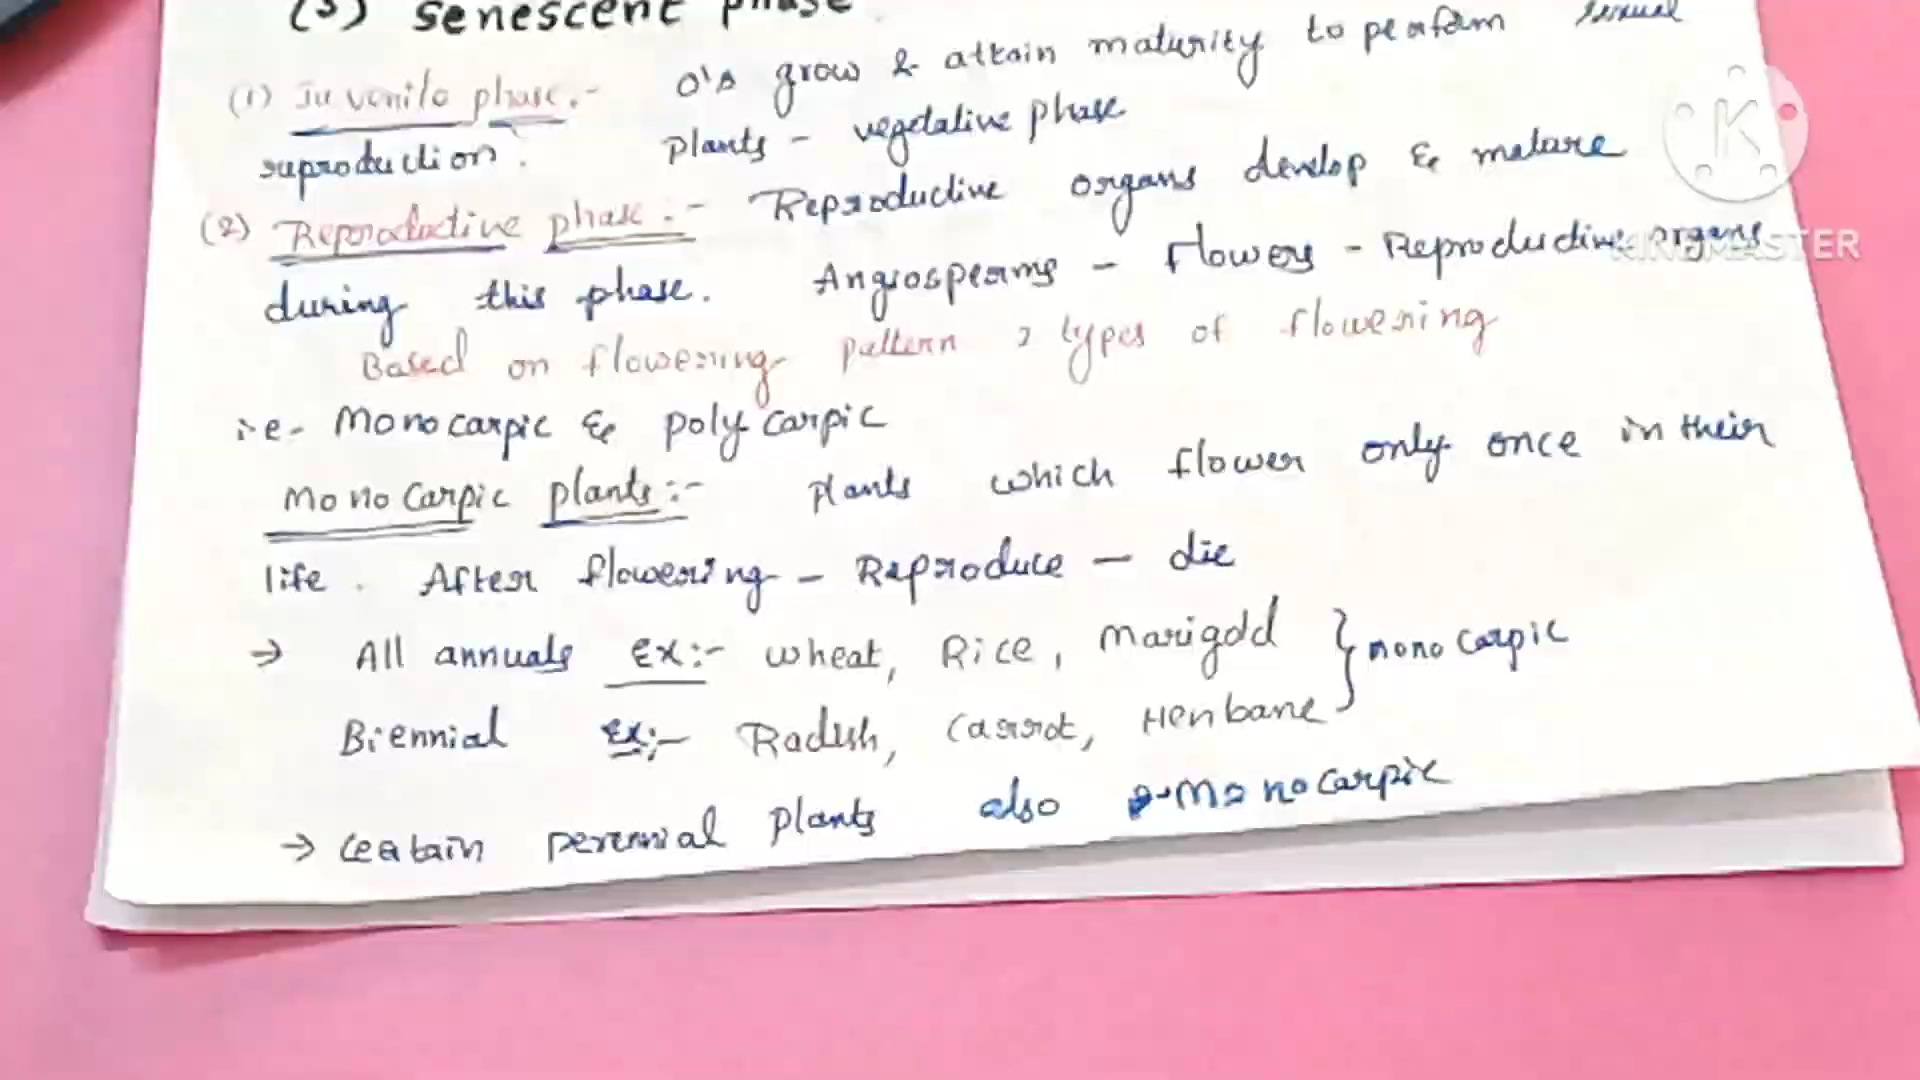 (3) Senescent phase
(1) Juvenile phase:- O's grow & attain maturity to perform sexual
reproduction. Plants - vegetative phase
(2) Reproductive phase:- Reproductive organs develop & mature
during this phase. Angiosperms - Flowers - Reproductive organs
Based on flowering pattern 2 types of flowering
i.e- Monocarpic & polycarpic
Monocarpic plants:- plants which flower only once in their
life. After flowering - Reproduce - die
→ All annuals Ex:- wheat, Rice, Marigold } monocarpic
Biennial Ex:- Radish, Carrot, Henbane
→ Certain perennial plants also Monocarpic
K
KINEMASTER